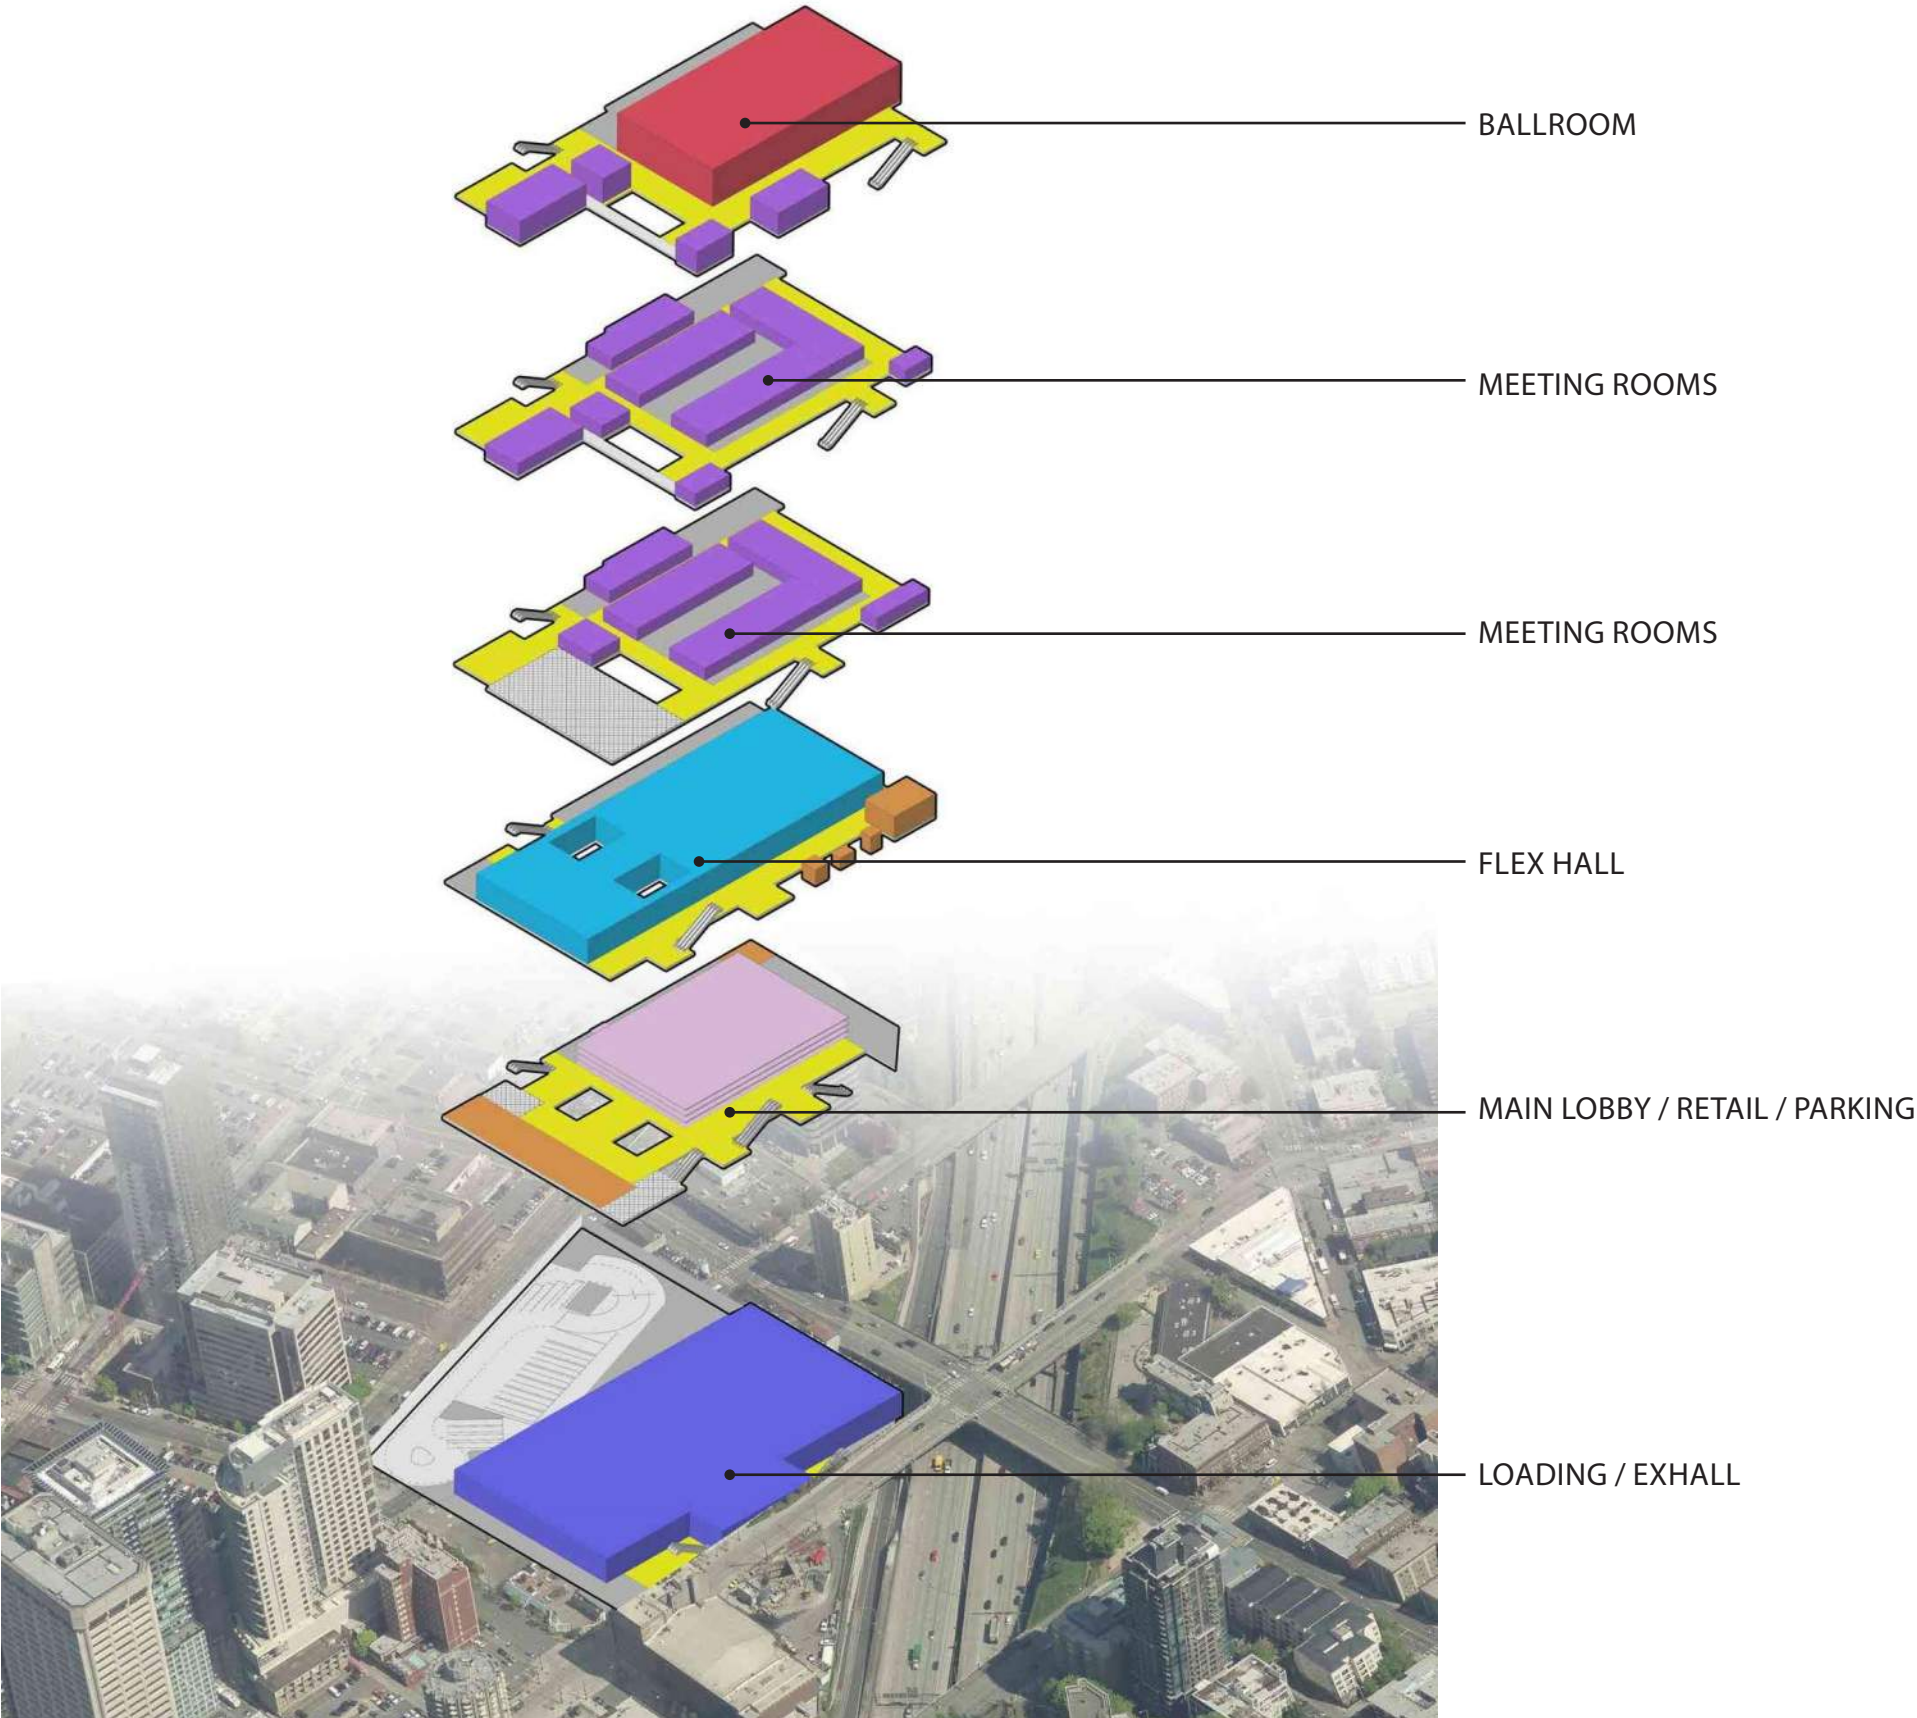 BALLROOM
MEETING ROOMS
MEETING ROOMS
FLEX HALL
MAIN LOBBY / RETAIL / PARKING
LOADING / EXHALL